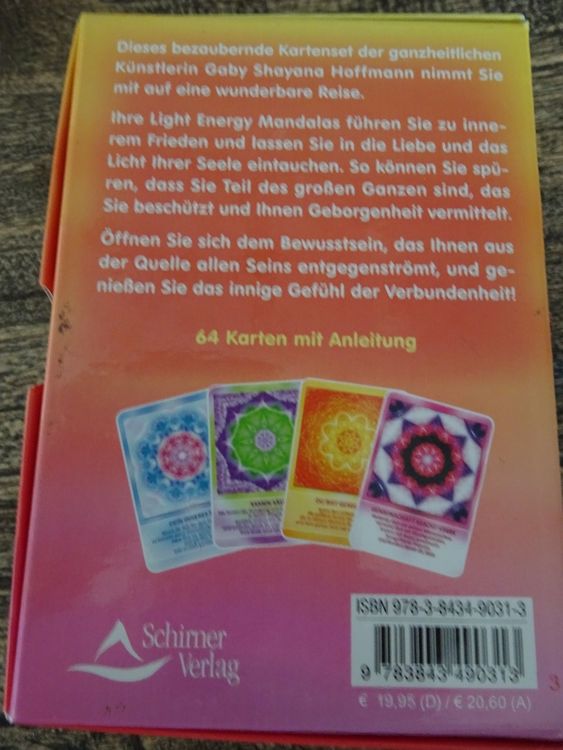 Dieses bezaubernde Kartenset der ganzheitlichen
Künstlerin Gaby Shayana Hoffmann nimmt Sie
mit auf eine wunderbare Reise.
Ihre Light Energy Mandalas führen Sie zu inne-
rem Frieden und lassen Sie in die Liebe und das
Licht Ihrer Seele eintauchen. So können Sie spü-
ren, dass Sie Teil des großen Ganzen sind, das
Sie beschützt und Ihnen Geborgenheit vermittelt.
Öffnen Sie sich dem Bewusstsein, das Ihnen aus
der Quelle allen Seins entgegenströmt, und ge-
nießen Sie das innige Gefühl der Verbundenheit!
64 Karten mit Anleitung
ISBN 978-3-8434-9031-3
Schirner
Verlag
9 783843 490313
3
€ 19,95 (D) / € 20,60 (A)